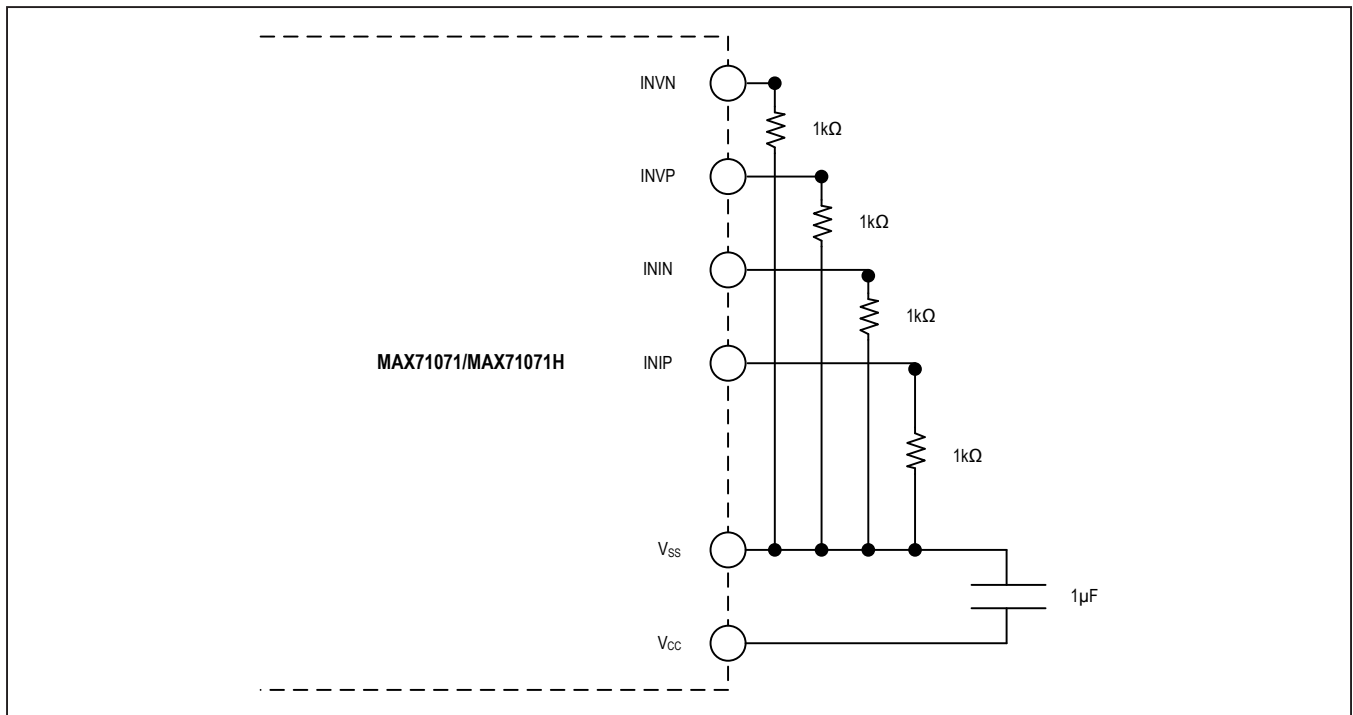 INVN
1kΩ
INVP
1kΩ
ININ
1kΩ
MAX71071/MAX71071H
INIP
1kΩ
VSS
1µF
VCC